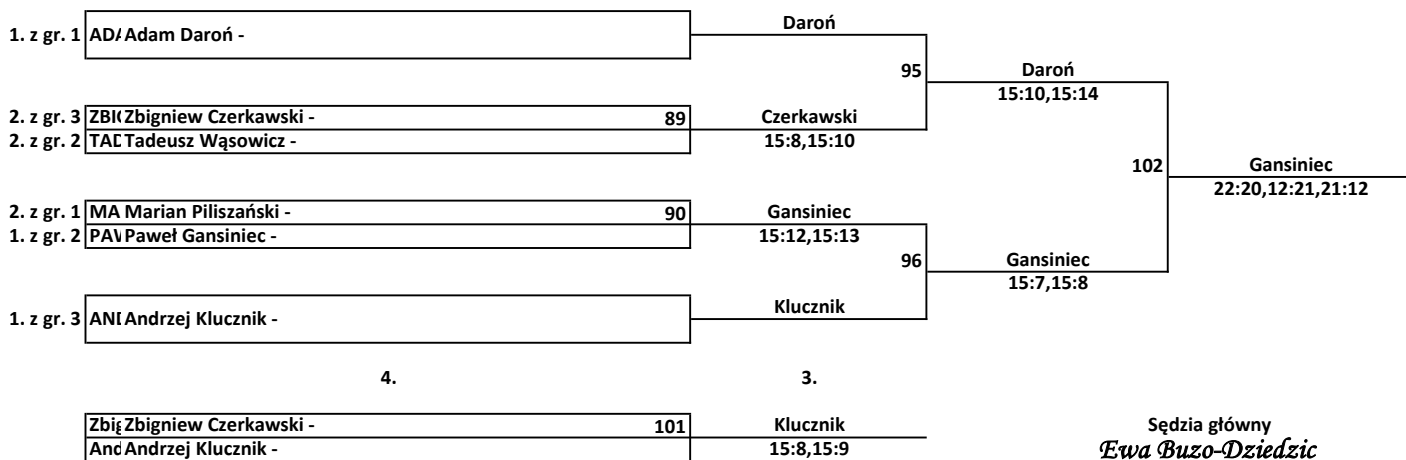 Daroń
1. z gr. 1 ADA Adam Daroń -
95 Daroń
15:10,15:14
2. z gr. 3 ZBIG Zbigniew Czerkawski - 89 Czerkawski
2. z gr. 2 TAD Tadeusz Wąsowicz - 15:8,15:10
102 Gansiniec
22:20,12:21,21:12
2. z gr. 1 MA Marian Piliszański - 90 Gansiniec
1. z gr. 2 PAW Paweł Gansiniec - 15:12,15:13
96 Gansiniec
15:7,15:8
Klucznik
1. z gr. 3 AND Andrzej Klucznik -
4. 3.
Zbig Zbigniew Czerkawski - 101 Klucznik Sędzia główny
And Andrzej Klucznik - 15:8,15:9 Ewa Buzo-Dziedzic